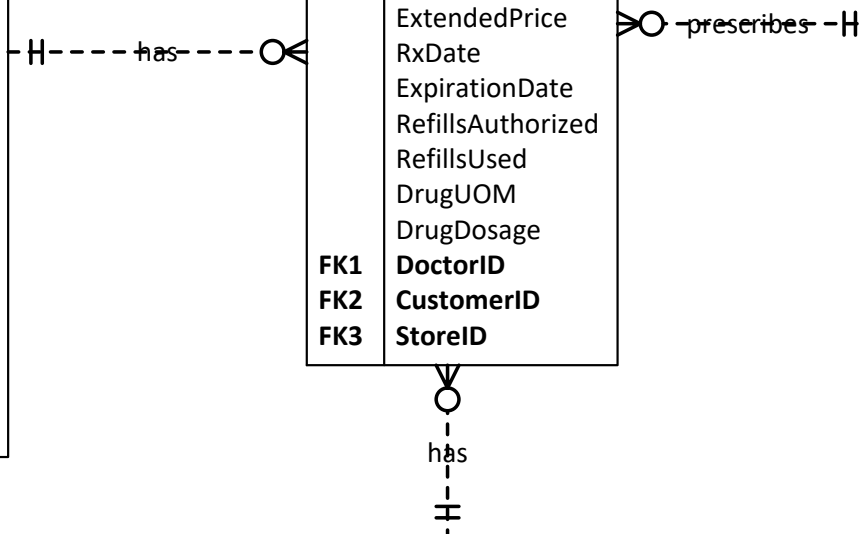 ExtendedPrice
prescribes
has
RxDate
ExpirationDate
RefillsAuthorized
RefillsUsed
DrugUOM
DrugDosage
FK1 DoctorID
FK2 CustomerID
FK3 StoreID
has